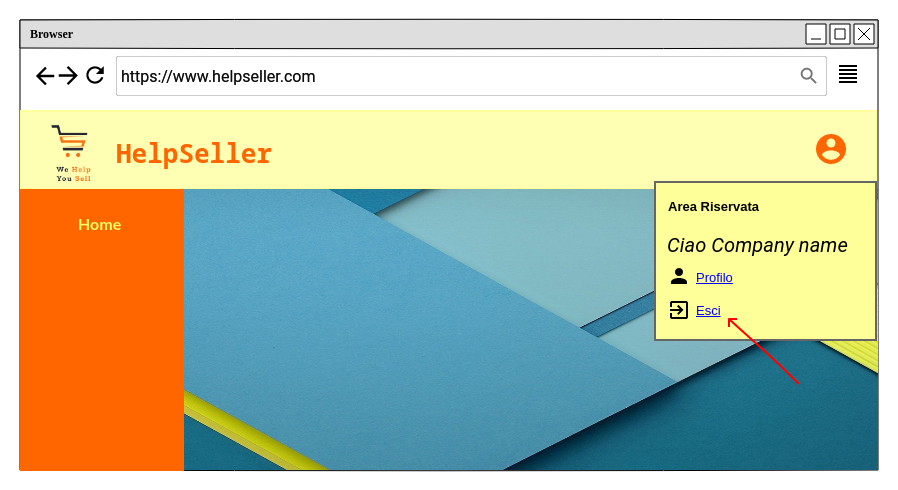 Browser
https://www.helpseller.com
We Help
You Sell
HelpSeller
Home
Area Riservata
Ciao Company name
Profilo
Esci